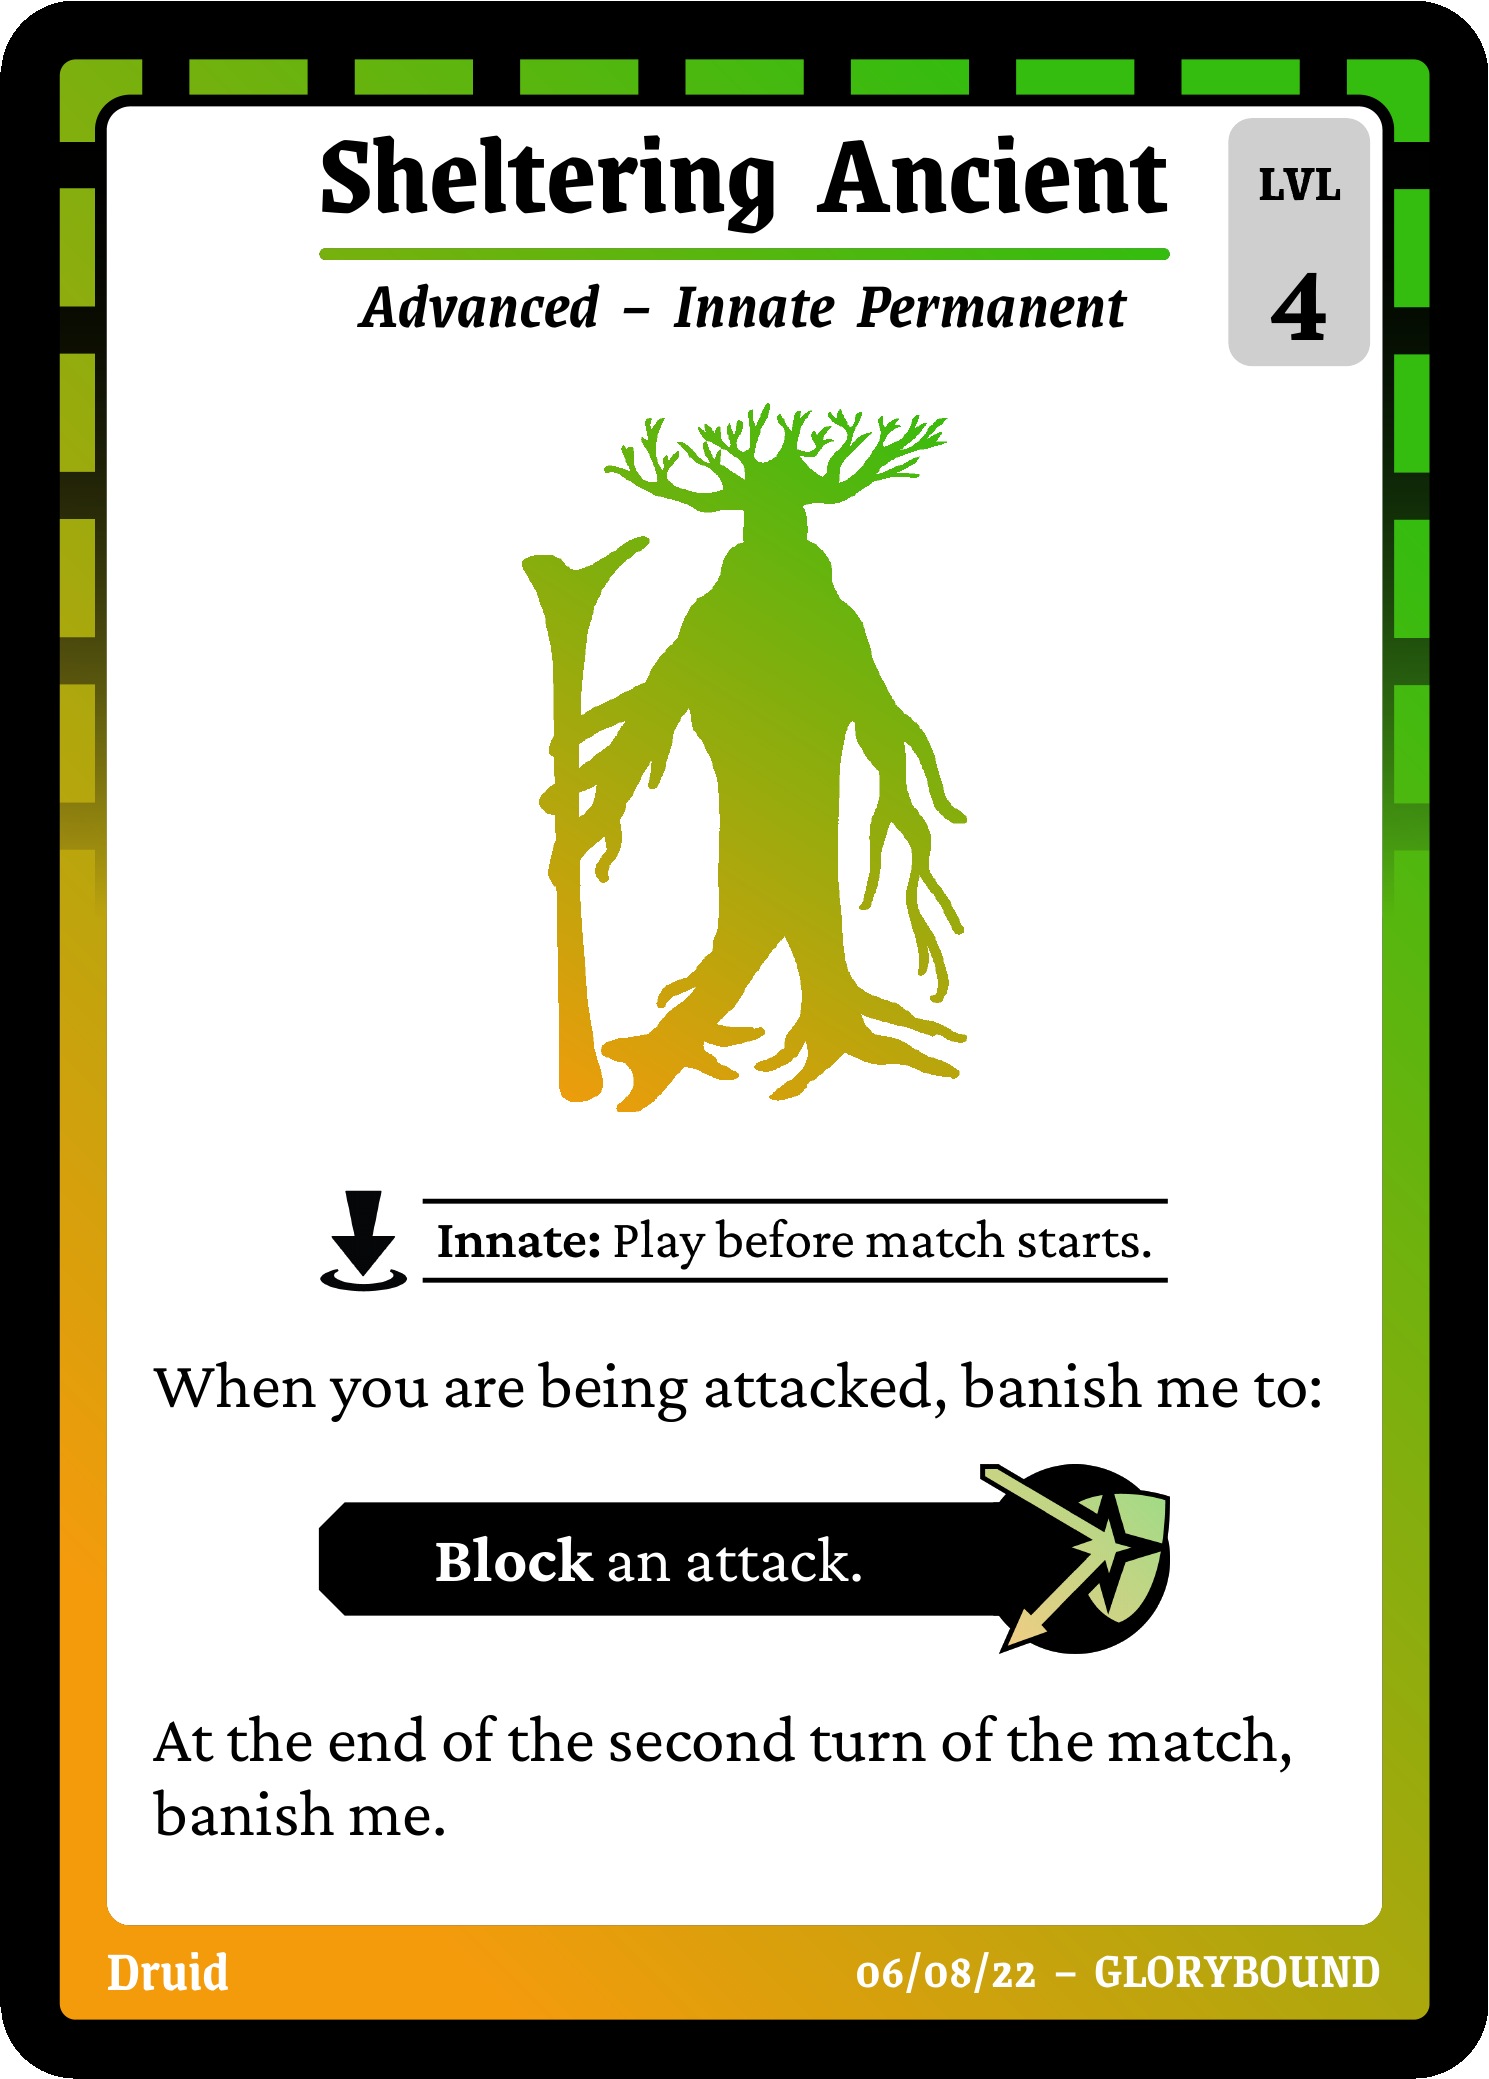 Sheltering Ancient
LVL
4
Advanced – Innate Permanent
Innate: Play before match starts.
When you are being attacked, banish me to:
Block an attack.
At the end of the second turn of the match,
banish me.
Druid
06/08/22 – GLORYBOUND